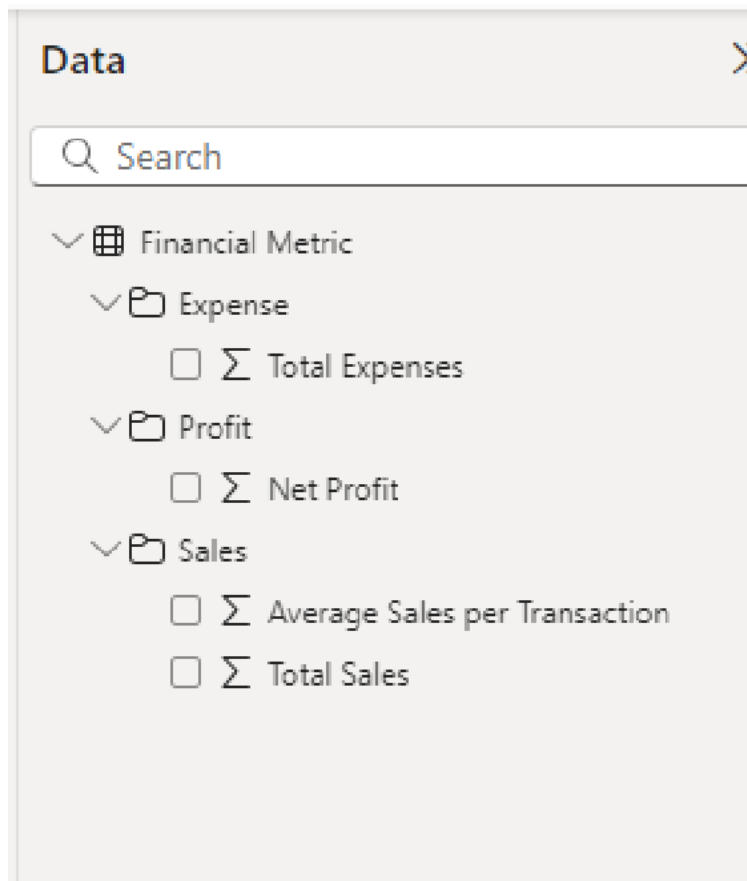 Data
Search
Financial Metric
Expense
Σ Total Expenses
Profit
Σ Net Profit
Sales
Σ Average Sales per Transaction
Σ Total Sales